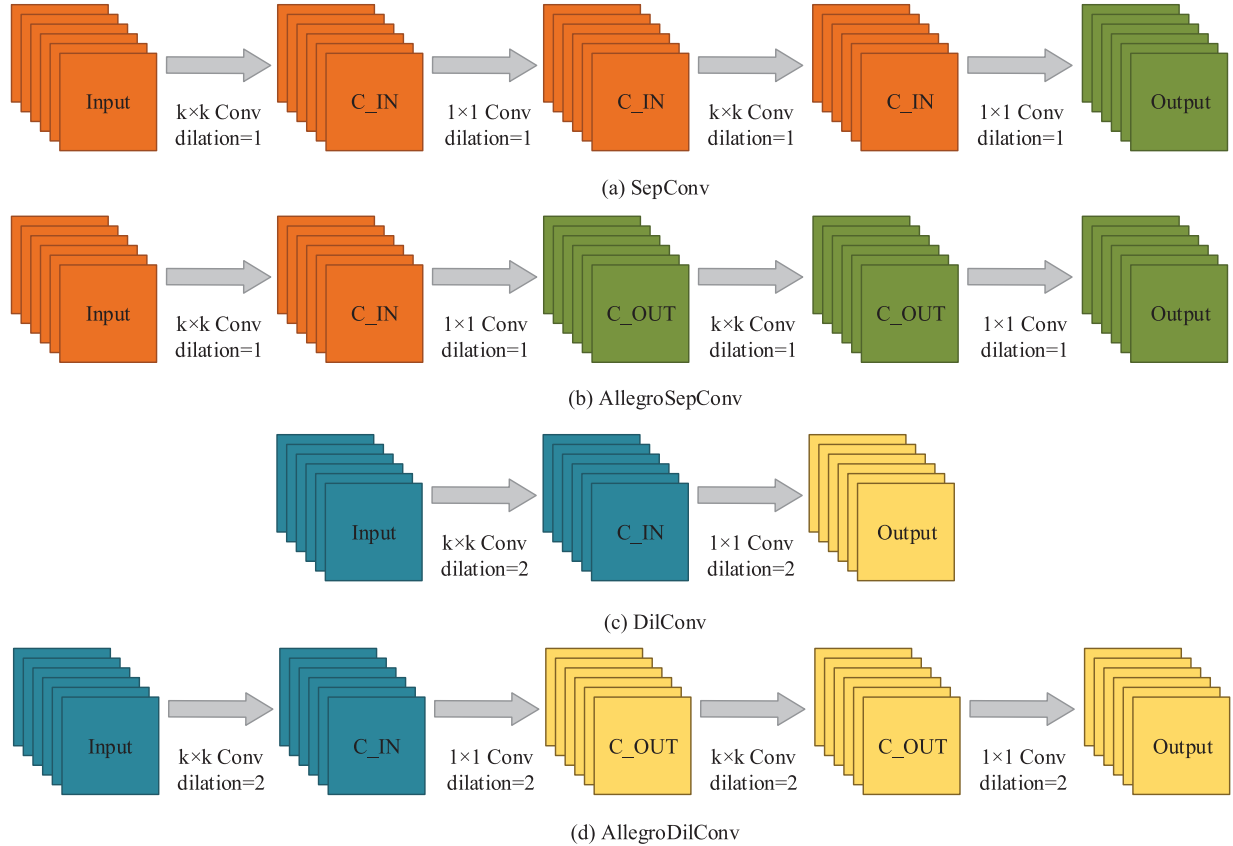 Input
C_IN
C_IN
C_IN
Output
k×k Conv
dilation=1
1×1 Conv
dilation=1
k×k Conv
dilation=1
1×1 Conv
dilation=1
(a) SepConv
Input
C_IN
C_OUT
C_OUT
Output
k×k Conv
dilation=1
1×1 Conv
dilation=1
k×k Conv
dilation=1
1×1 Conv
dilation=1
(b) AllegroSepConv
Input
C_IN
Output
k×k Conv
dilation=2
1×1 Conv
dilation=2
(c) DilConv
Input
C_IN
C_OUT
C_OUT
Output
k×k Conv
dilation=2
1×1 Conv
dilation=2
k×k Conv
dilation=2
1×1 Conv
dilation=2
(d) AllegroDilConv